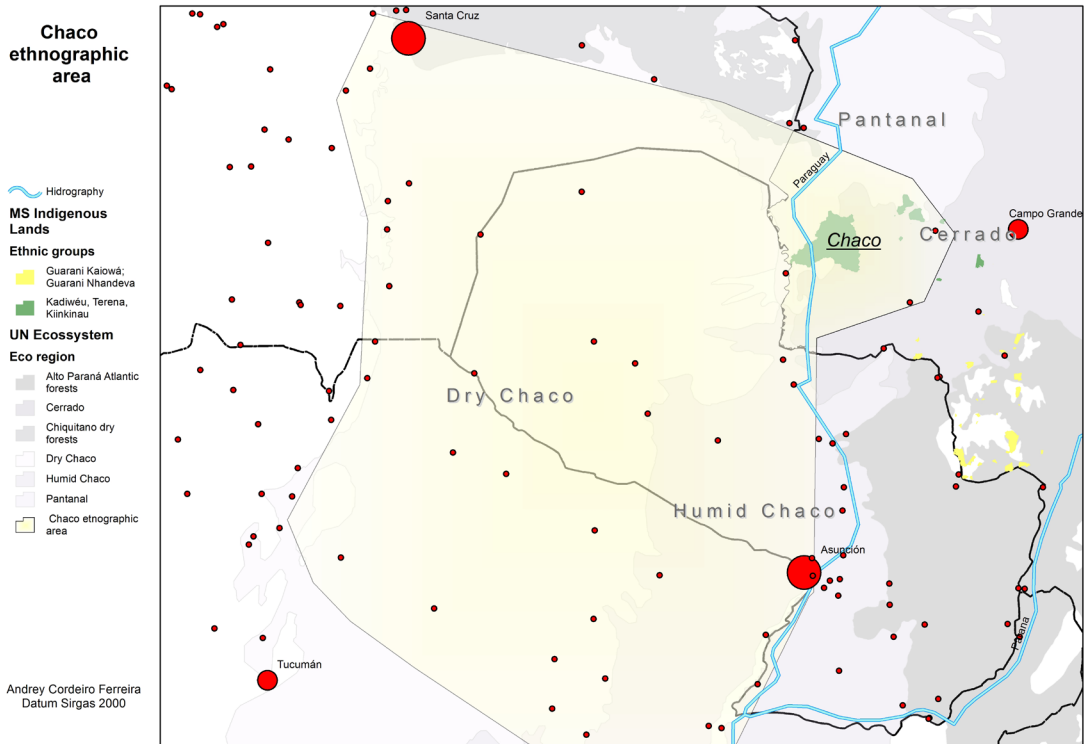 Chaco
ethnographic
area
Hidrography
MS Indigenous
Lands
Ethnic groups
Guarani Kaiowá;
Guarani Nhandeva
Kadiwéu, Terena,
Kiinkinau
UN Ecossystem
Eco region
Alto Paraná Atlantic
forests
Cerrado
Chiquitano dry
forests
Dry Chaco
Humid Chaco
Pantanal
Chaco etnographic
area
Andrey Cordeiro Ferreira
Datum Sirgas 2000
Santa Cruz
Pantanal
Paraguay
Campo Grande
Cerrado
Chaco
Dry Chaco
Humid Chaco
Asunción
Parana
Tucumán